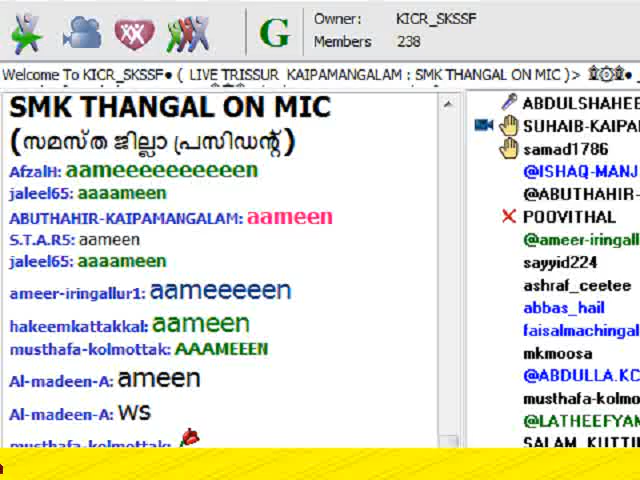 G
Owner: KICR_SKSSF
Members 238
Welcome To KICR_SKSSF● ( LIVE TRISSUR KAIPAMANGALAM : SMK THANGAL ON MIC )>
SMK THANGAL ON MIC
(സമസ്ത ജില്ലാ പ്രസിഡന്റ്)
AfzalH: aameeeeeeeeeen
jaleel65: aaaameen
ABUTHAHIR-KAIPAMANGALAM: aameen
S.T.A.R5: aameen
jaleel65: aaaameen
ameer-iringallur1: aameeeeen
hakeemkattakkal: aameen
musthafa-kolmottak: AAAMEEEN
Al-madeen-A: ameen
Al-madeen-A: ws
musthafa-kolmottak:
ABDULSHAHEE
SUHAIB-KAIPA
samad1786
@ISHAQ-MANJ
@ABUTHAHIR-
POOVITHAL
@ameer-iringall
sayyid224
ashraf_ceetee
abbas_hail
faisalmachingal
mkmoosa
@ABDULLA.KC
musthafa-kolmo
@LATHEEFYAM
SALAM_KUTTI